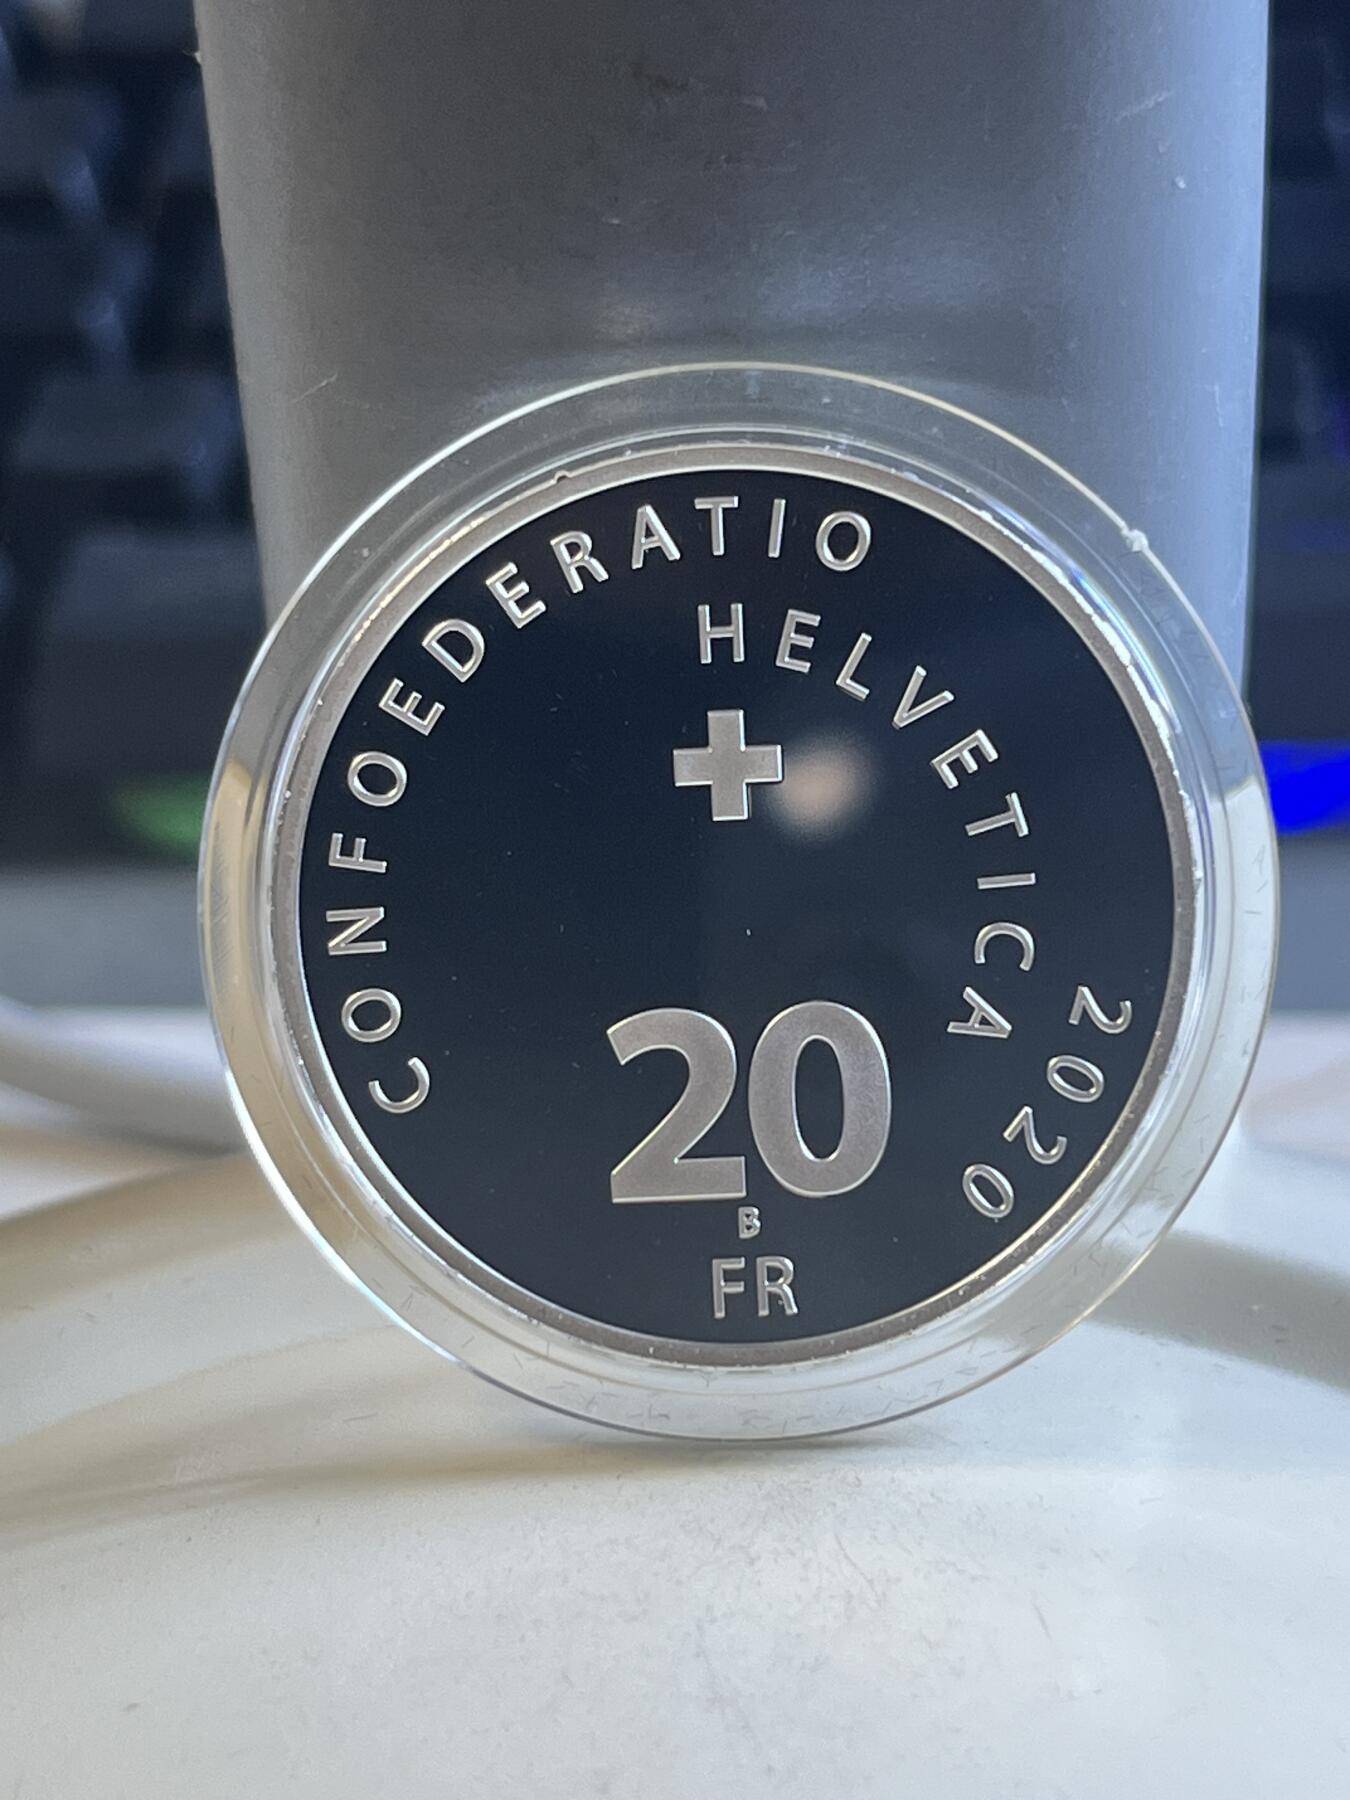 CONFOEDERATIO
HELVETICA
2020
20
B
FR